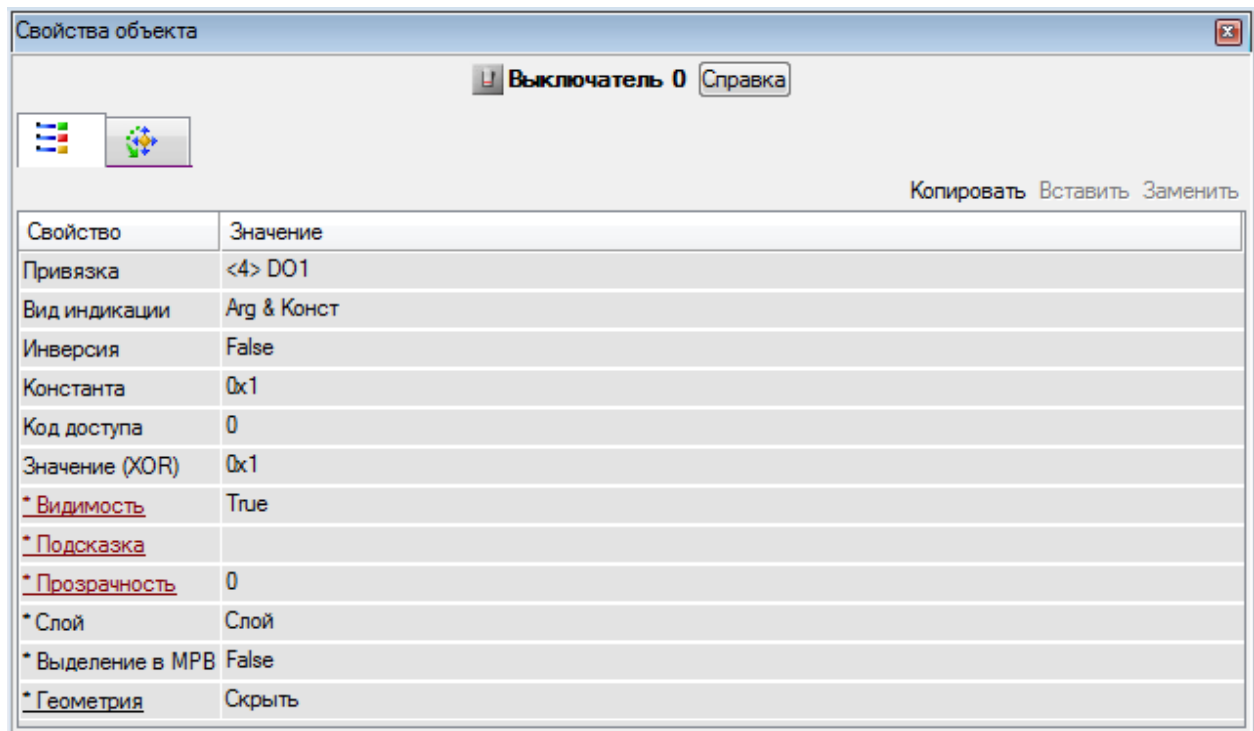 Свойства объекта
Выключатель 0 Справка
Копировать Вставить Заменить
Свойство Значение
Привязка <4> DO1
Вид индикации Arg & Конст
Инверсия False
Константа 0x1
Код доступа 0
Значение (XOR) 0x1
* Видимость True
* Подсказка
* Прозрачность 0
* Слой Слой
* Выделение в МРВ False
* Геометрия Скрыть